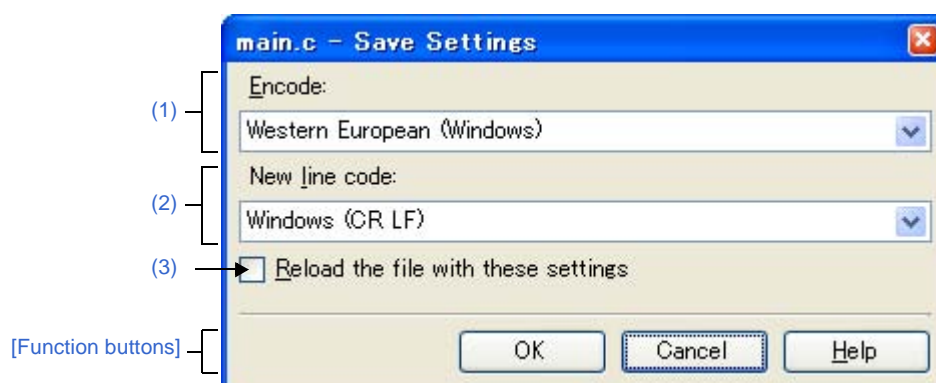 main.c - Save Settings
(1)
Encode:
Western European (Windows)
(2)
New line code:
Windows (CR LF)
(3)
Reload the file with these settings
[Function buttons]
OK
Cancel
Help